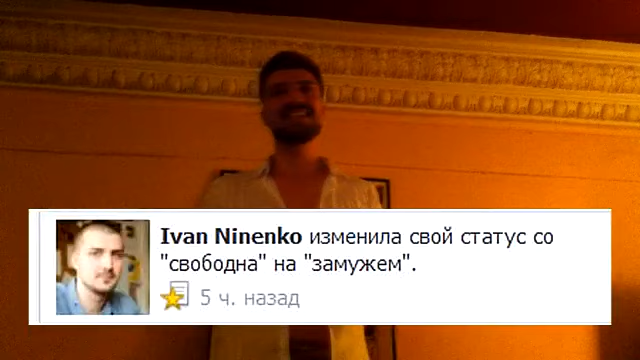 Ivan Ninenko изменила свой статус со
"свободна" на "замужем".
5 ч. назад